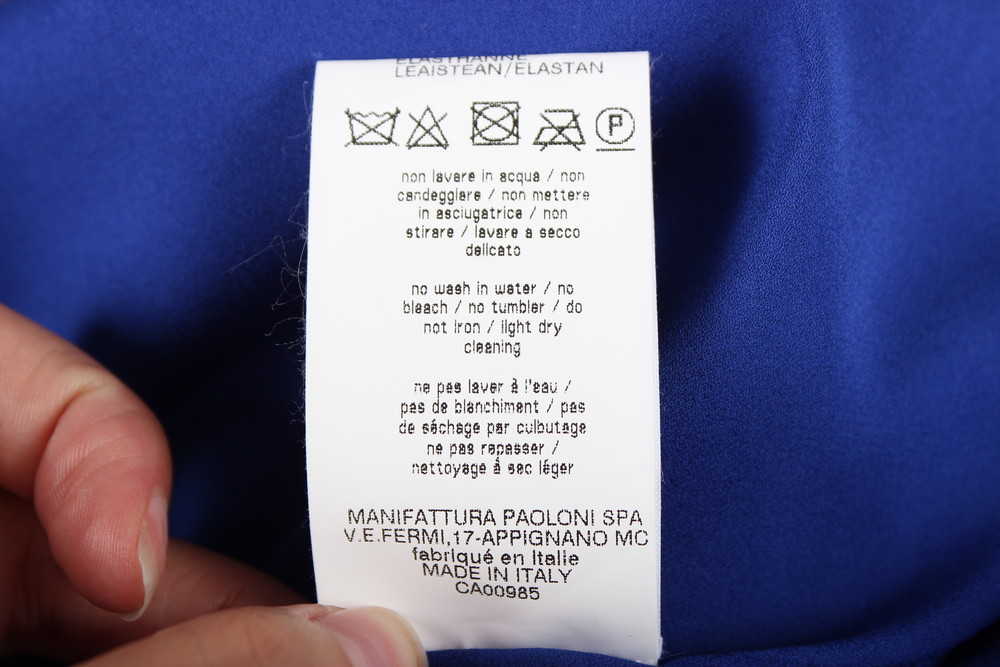 ELASTHANNE
LEAISTEAN/ELASTAN
P
non lavare in acqua / non
candeggiare / non mettere
in asciugatrice / non
stirare / lavare a secco
delicato
no wash in water / no
bleach / no tumbler / do
not iron / light dry
cleaning
ne pas laver à l'eau /
pas de blanchiment / pas
de séchage par culbutage
ne pas repasser /
nettoyage à sec léger
MANIFATTURA PAOLONI SPA
V.E.FERMI,17-APPIGNANO MC
fabriqué en Italie
MADE IN ITALY
CA00985